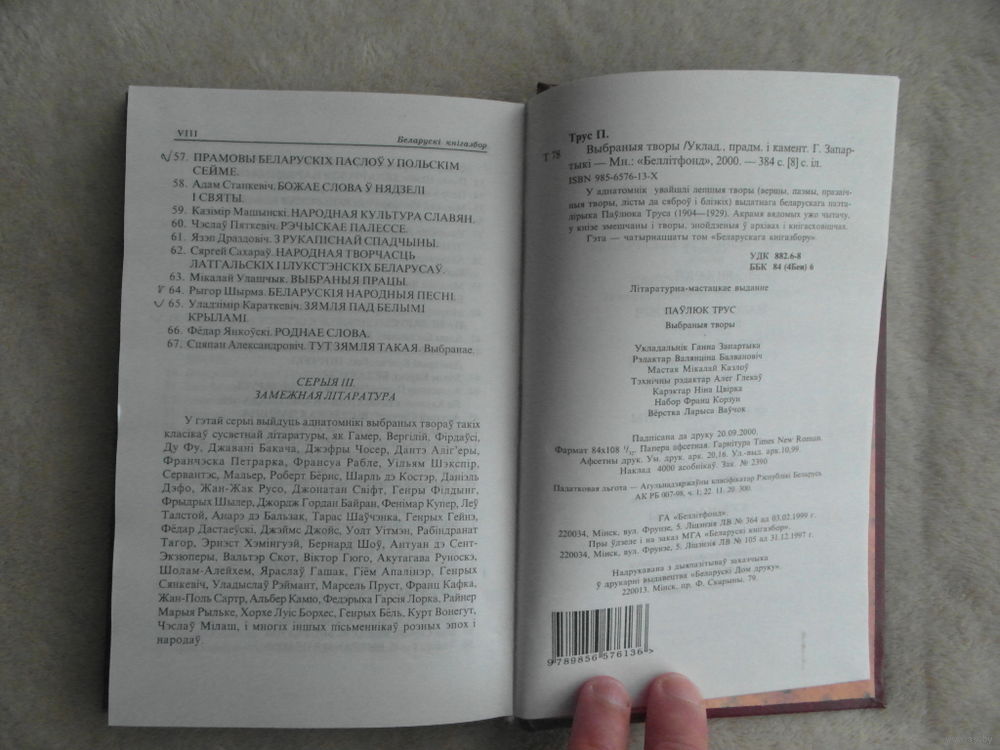 VIII
Беларускі кнігазбор
57. ПРАМОВЫ БЕЛАРУСКІХ ПАСЛОЎ У ПОЛЬСКІМ
СЕЙМЕ.
58. Адам Станкевіч. БОЖАЕ СЛОВА Ў НЯДЗЕЛІ
І СВЯТЫ.
59. Казімір Машынскі. НАРОДНАЯ КУЛЬТУРА СЛАВЯН.
60. Чэслаў Пяткевіч. РЭЧЫСКАЕ ПАЛЕССЕ.
61. Язэп Драздовіч. З РУКАПІСНАЙ СПАДЧЫНЫ.
62. Сяргей Сахараў. НАРОДНАЯ ТВОРЧАСЦЬ
ЛАТГАЛЬСКІХ І ІЛУКСТЭНСКІХ БЕЛАРУСАЎ.
63. Мікалай Улашчык. ВЫБРАНЫЯ ПРАЦЫ.
64. Рыгор Шырма. БЕЛАРУСКІЯ НАРОДНЫЯ ПЕСНІ.
65. Уладзімір Караткевіч. ЗЯМЛЯ ПАД БЕЛЫМІ
КРЫЛАМІ.
66. Фёдар Янкоўскі. РОДНАЕ СЛОВА.
67. Сцяпан Александровіч. ТУТ ЗЯМЛЯ ТАКАЯ. Выбранае.
СЕРЫЯ III.
ЗАМЕЖНАЯ ЛІТАРАТУРА
У гэтай серыі выйдуць аднатомнікі выбраных твораў такіх
класікаў сусветнай літаратуры, як Гамер, Вергілій, Фірдаўсі,
Ду Фу, Джавані Бакача, Джэфры Чосер, Дантэ Аліг'еры,
Франчэска Петрарка, Франсуа Рабле, Уільям Шэкспір,
Сервантэс, Мальер, Роберт Бёрнс, Шарль дэ Костэр, Даніэль
Дэфо, Жан-Жак Русо, Джонатан Свіфт, Генры Філдынг,
Фрыдрых Шылер, Джордж Гордан Байран, Фенімар Купер, Леў
Талстой, Анарэ дэ Бальзак, Тарас Шаўчэнка, Генрых Гейнэ,
Фёдар Дастаеўскі, Джэймс Джойс, Уолт Уітмэн, Рабіндранат
Тагор, Эрнэст Хэмінгуэй, Бернард Шоў, Антуан дэ Сент-
Экзюперы, Вальтэр Скот, Віктор Гюго, Акутагава Руноскэ,
Шолам-Алейхем, Яраслаў Гашак, Гіём Апалінэр, Генрых
Сянкевіч, Уладыслаў Рэймант, Марсель Пруст, Франц Кафка,
Жан-Поль Сартр, Альбер Камю, Федэрыка Гарсія Лорка, Райнер
Марыя Рыльке, Хорхе Луіс Борхес, Генрых Бёль, Курт Вонегут,
Чэслаў Мілаш, і многіх іншых пісьменнікаў розных эпох і
народаў.
Трус П.
Т 78 Выбраныя творы /Уклад., прадм. і камент. Г. Запар-
тыкі — Мн.: «Беллітфонд», 2000. — 384 с. [8] с. іл.
ISBN 985-6576-13-X
У аднатомнік увайшлі лепшыя творы (вершы, паэмы, празаіч-
ныя творы, лісты да сяброў і блізкіх) выдатнага беларускага паэта-
лірыка Паўлюка Труса (1904—1929). Акрамя вядомых ужо чытачу,
у кнізе змешчаны і творы, знойдзеныя ў архівах і кнігасховішчах.
Гэта — чатырнаццаты том «Беларускага кнігазбору».
УДК 882.6-8
ББК 84 (4Беи) 6
Літаратурна-мастацкае выданне
ПАЎЛЮК ТРУС
Выбраныя творы
Укладальнік Ганна Запартыка
Рэдактар Валянціна Балвановіч
Мастак Мікалай Казлоў
Тэхнічны рэдактар Алег Глекаў
Карэктар Ніна Цвірка
Набор Франц Корзун
Вёрстка Ларыса Ваўчок
Падпісана да друку 20.09.2000.
Фармат 84x108 1/32. Папера афсетная. Гарнітура Times New Roman.
Афсетны друк. Ум. друк. арк. 20,16. Ул.-выд. арк.10,99.
Наклад 4000 асобнікаў. Зак. № 2390
Падатковая льгота — Агульнадзяржаўны класіфікатар Рэспублікі Беларусь
АК РБ 007-98, ч. 1; 22. 11. 20. 300.
ГА «Беллітфонд».
220034, Мінск, вул. Фрунзе, 5. Ліцэнзія ЛВ № 364 ад 03.02.1999 г.
Пры ўдзеле і на заказ МГА «Беларускі кнігазбор».
220034, Мінск, вул. Фрунзе, 5. Ліцэнзія ЛВ № 105 ад 31.12.1997 г.
Надрукавана з дыяпазітываў заказчыка
ў друкарні выдавецтва «Беларускі Дом друку».
220013. Мінск, пр. Ф. Скарыны, 79.
9789856 576136>